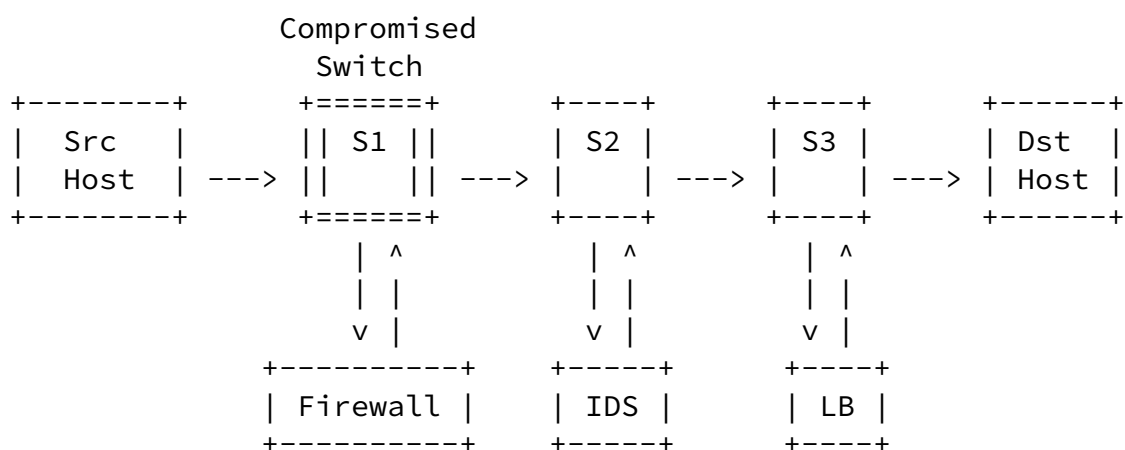 Compromised
Switch
+--------+ +======+ +----+ +----+ +------+
| Src | || S1 || | S2 | | S3 | | Dst |
| Host | ---> || || ---> | | ---> | | ---> | Host |
+--------+ +======+ +----+ +----+ +------+
| ^ | ^ | ^
| | | | | |
v | v | v |
+----------+ +-----+ +----+
| Firewall | | IDS | | LB |
+----------+ +-----+ +----+